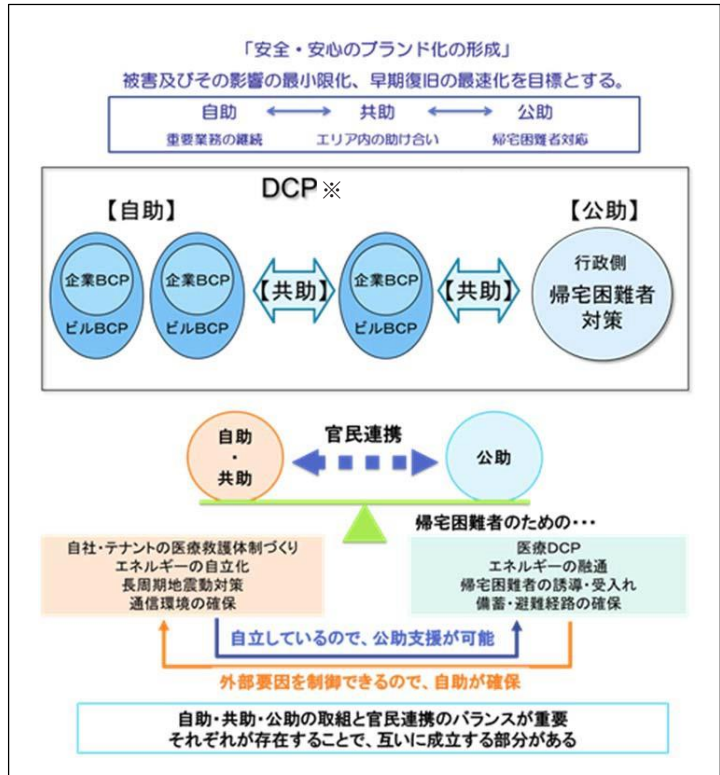 「安全・安心のブランド化の形成」
被害及びその影響の最小限化、早期復旧の最速化を目標とする。
自助 共助 公助
重要業務の継続 エリア内の助け合い 帰宅困難者対応
DCP※
【自助】
【公助】
企業BCP
ビルBCP
企業BCP
ビルBCP
【共助】
企業BCP
ビルBCP
【共助】
行政側
帰宅困難者
対策
自助
・
共助
官民連携
公助
帰宅困難者のための・・・
自社・テナントの医療救護体制づくり
エネルギーの自立化
長周期地震動対策
通信環境の確保
医療DCP
エネルギーの融通
帰宅困難者の誘導・受入れ
備蓄・避難経路の確保
自立しているので、公助支援が可能
外部要因を制御できるので、自助が確保
自助・共助・公助の取組と官民連携のバランスが重要
それぞれが存在することで、互いに成立する部分がある